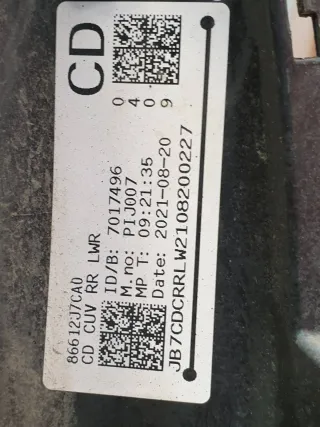 CD
0
4 0
0 9
86612J7CA0
CD CUV RR LWR
ID/B: 7017496
M.no: PIJ007
MP T: 09:21:35
Date: 2021-08-20
JB7CDCRRLW2108200227